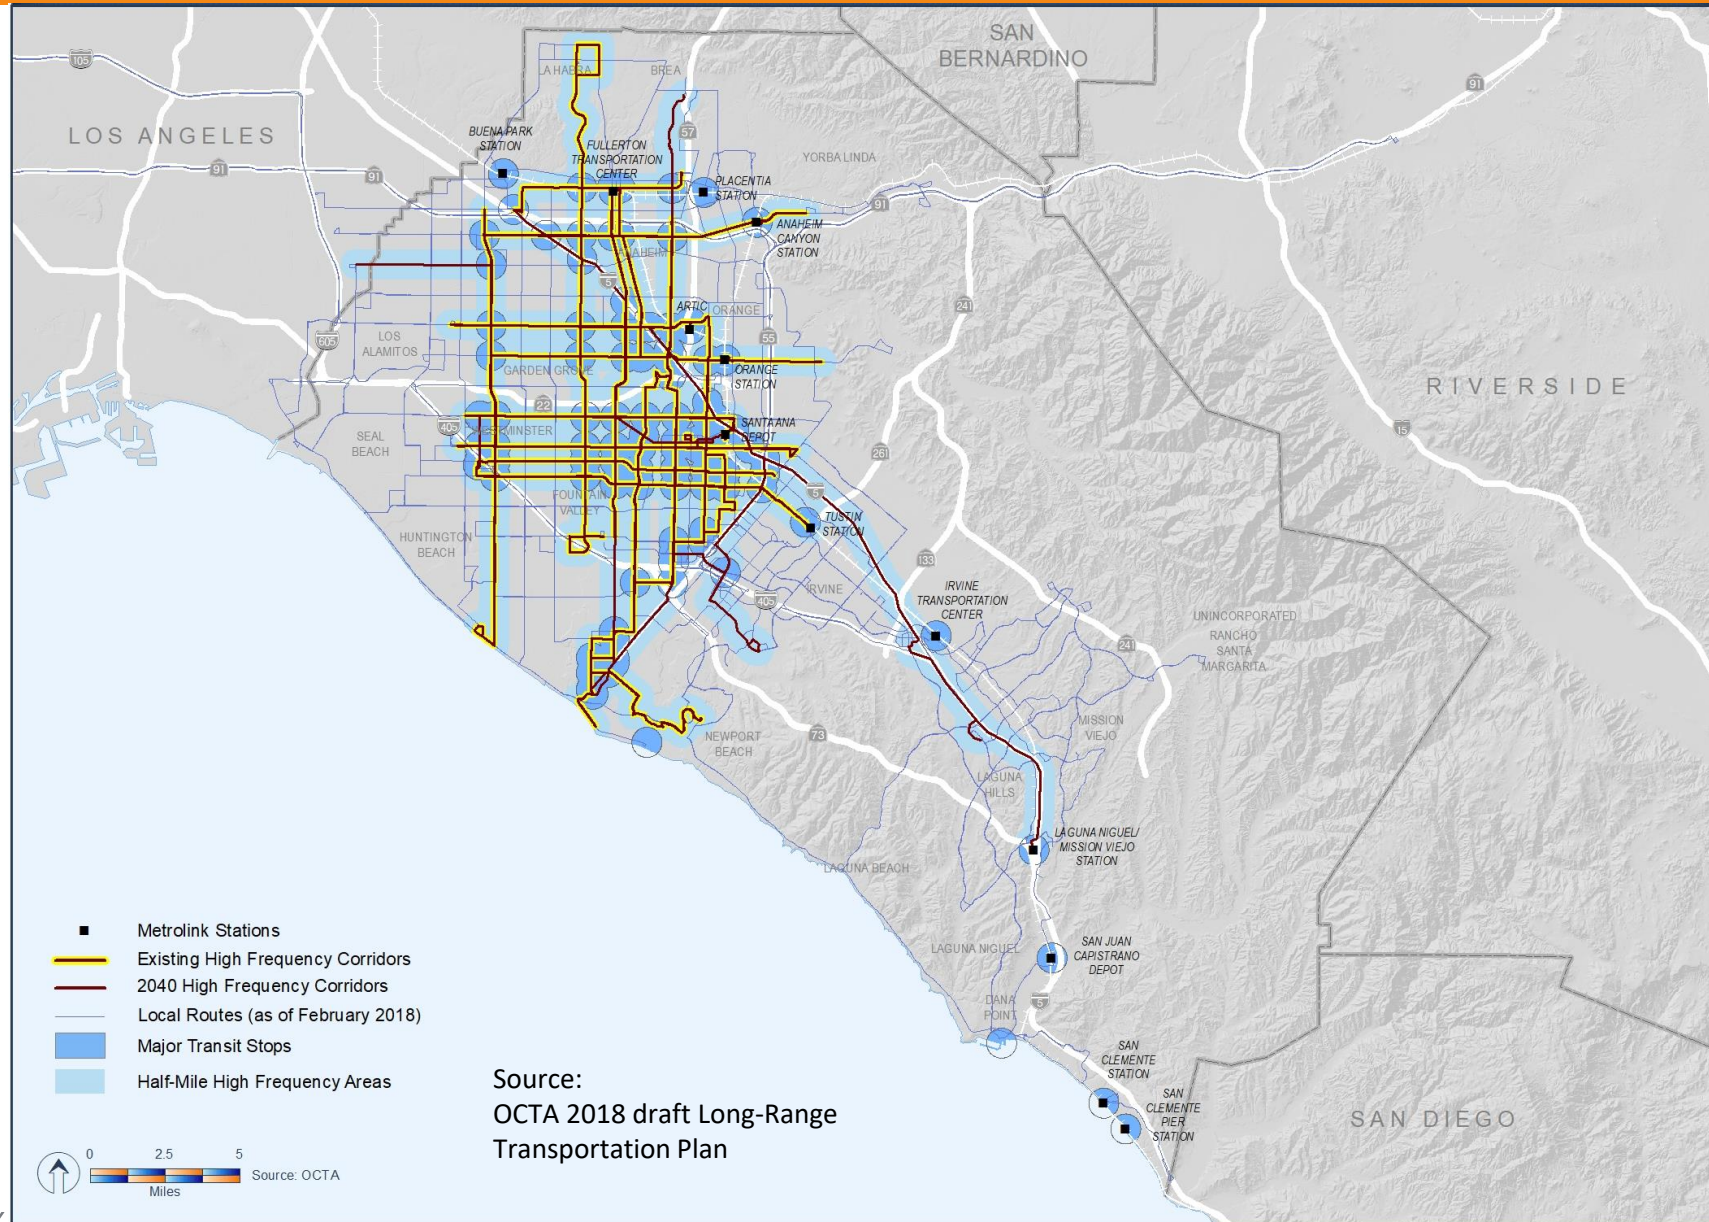 SAN
BERNARDINO
105
LA HABRA
BREA
91
LOS ANGELES
BUENA PARK
STATION
57
FULLERTON
TRANSPORTATION
CENTER
YORBA LINDA
91
91
PLACENTIA
STATION
91
ANAHEIM
CANYON
STATION
ANAHEIM
5
ARTIC
ORANGE
241
605
LOS
ALAMITOS
55
GARDEN GROVE
ORANGE
STATION
RIVERSIDE
22
405
WESTMINSTER
SANTA ANA
DEPOT
15
SEAL
BEACH
261
5
FOUNTAIN
VALLEY
TUSTIN
STATION
HUNTINGTON
BEACH
133
IRVINE
405
IRVINE
TRANSPORTATION
CENTER
UNINCORPORATED
RANCHO
SANTA
MARGARITA
241
NEWPORT
BEACH
73
MISSION
VIEJO
LAGUNA
HILLS
LAGUNA NIGUEL/
MISSION VIEJO
STATION
LAGUNA BEACH
LAGUNA NIGUEL
SAN JUAN
CAPISTRANO
DEPOT
DANA
POINT
5
SAN
CLEMENTE
STATION
SAN
CLEMENTE
PIER
STATION
SAN DIEGO
Metrolink Stations
Existing High Frequency Corridors
2040 High Frequency Corridors
Local Routes (as of February 2018)
Major Transit Stops
Half-Mile High Frequency Areas
Source:
OCTA 2018 draft Long-Range
Transportation Plan
0 2.5 5
Miles
Source: OCTA